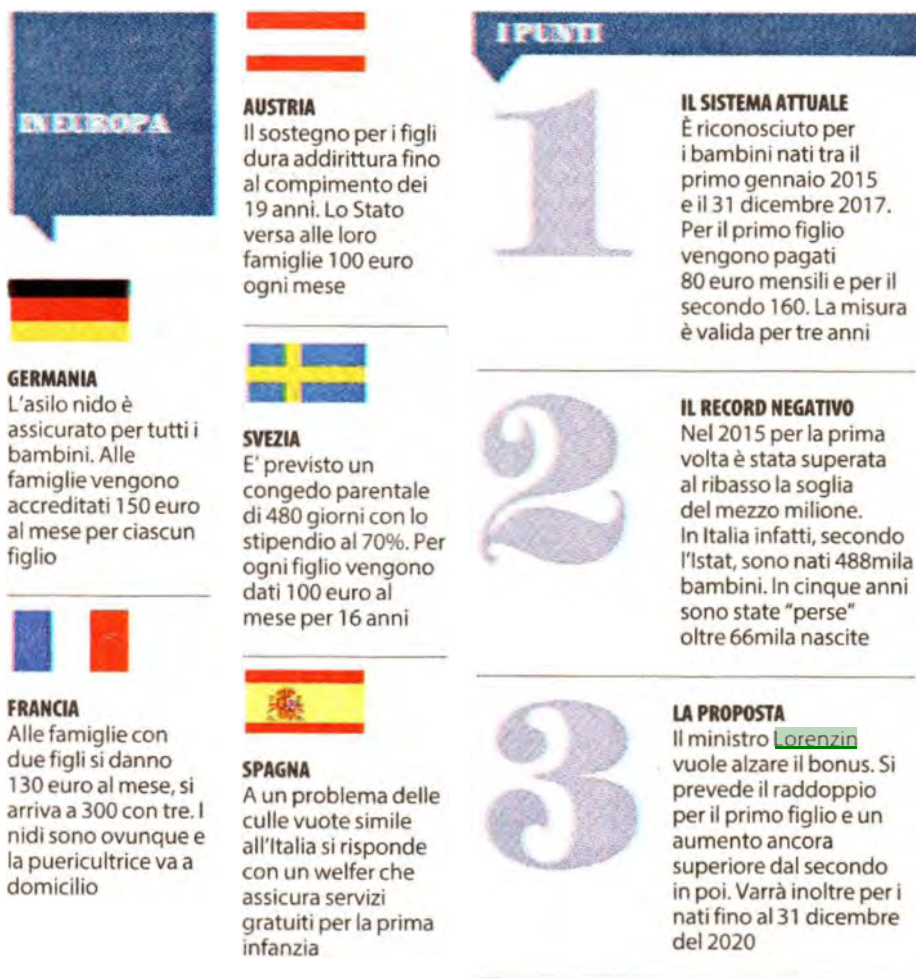 IN EUROPA
GERMANIA
L'asilo nido è
assicurato per tutti i
bambini. Alle
famiglie vengono
accreditati 150 euro
al mese per ciascun
figlio
FRANCIA
Alle famiglie con
due figli si danno
130 euro al mese, si
arriva a 300 con tre. I
nidi sono ovunque e
la puericultrice va a
domicilio
AUSTRIA
Il sostegno per i figli
dura addirittura fino
al compimento dei
19 anni. Lo Stato
versa alle loro
famiglie 100 euro
ogni mese
SVEZIA
E' previsto un
congedo parentale
di 480 giorni con lo
stipendio al 70%. Per
ogni figlio vengono
dati 100 euro al
mese per 16 anni
SPAGNA
A un problema delle
culle vuote simile
all'Italia si risponde
con un welfer che
assicura servizi
gratuiti per la prima
infanzia
I PUNTI
1
IL SISTEMA ATTUALE
È riconosciuto per
i bambini nati tra il
primo gennaio 2015
e il 31 dicembre 2017.
Per il primo figlio
vengono pagati
80 euro mensili e per il
secondo 160. La misura
è valida per tre anni
2
IL RECORD NEGATIVO
Nel 2015 per la prima
volta è stata superata
al ribasso la soglia
del mezzo milione.
In Italia infatti, secondo
l'Istat, sono nati 488mila
bambini. In cinque anni
sono state "perse"
oltre 66mila nascite
3
LA PROPOSTA
Il ministro Lorenzin
vuole alzare il bonus. Si
prevede il raddoppio
per il primo figlio e un
aumento ancora
superiore dal secondo
in poi. Varrà inoltre per i
nati fino al 31 dicembre
del 2020